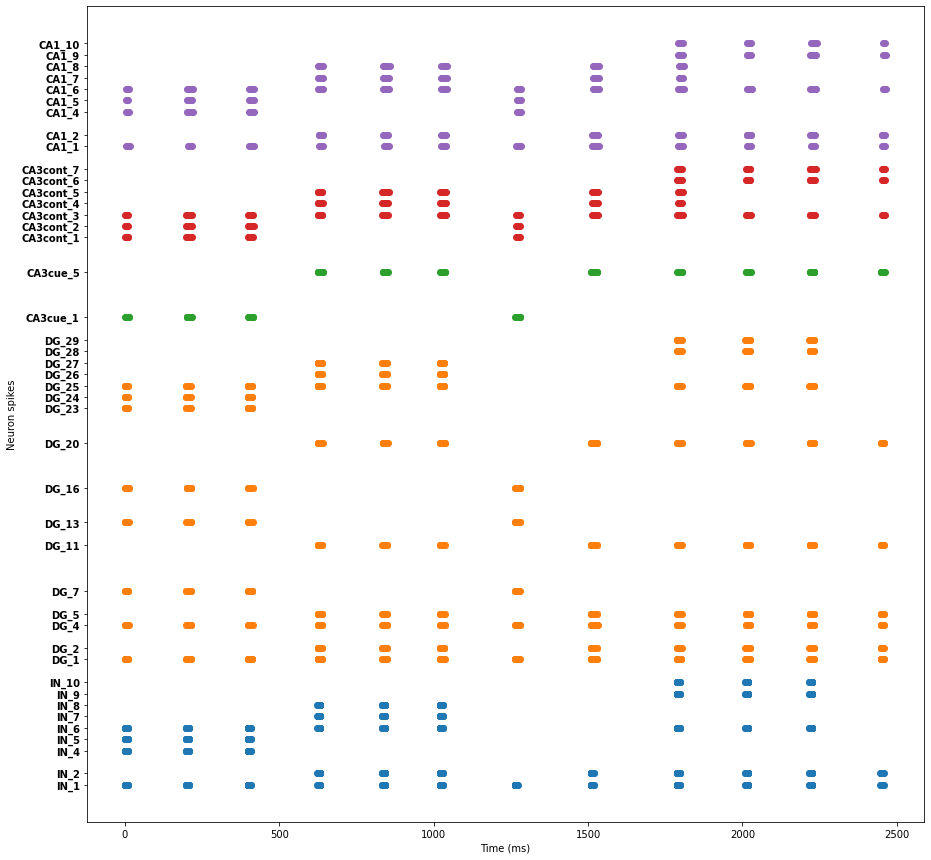 CA1_10
CA1_9
CA1_8
CA1_7
CA1_6
CA1_5
CA1_4
CA1_2
CA1_1
CA3cont_7
CA3cont_6
CA3cont_5
CA3cont_4
CA3cont_3
CA3cont_2
CA3cont_1
CA3cue_5
CA3cue_1
DG_29
DG_28
DG_27
DG_26
DG_25
DG_24
DG_23
DG_20
DG_16
DG_13
DG_11
DG_7
DG_5
DG_4
DG_2
DG_1
IN_10
IN_9
IN_8
IN_7
IN_6
IN_5
IN_4
IN_2
IN_1
Neuron spikes
0 500 1000 1500 2000 2500
Time (ms)